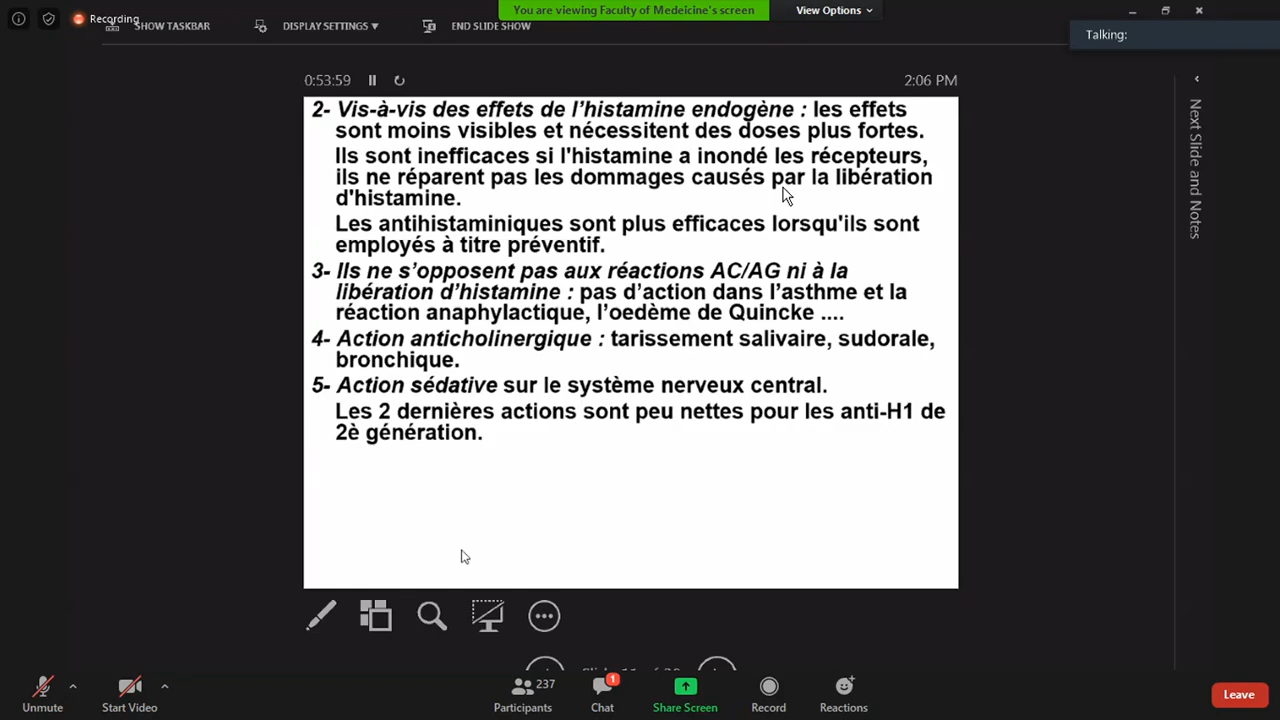 Recording
SHOW TASKBAR
DISPLAY SETTINGS
END SLIDE SHOW
You are viewing Faculty of Medeicine's screen
View Options
Talking:
0:53:59
2:06 PM
2- Vis-à-vis des effets de l'histamine endogène : les effets
sont moins visibles et nécessitent des doses plus fortes.
Ils sont inefficaces si l'histamine a inondé les récepteurs,
ils ne réparent pas les dommages causés par la libération
d'histamine.
Les antihistaminiques sont plus efficaces lorsqu'ils sont
employés à titre préventif.
3- Ils ne s'opposent pas aux réactions AC/AG ni à la
libération d'histamine : pas d'action dans l'asthme et la
réaction anaphylactique, l'oedème de Quincke ....
4- Action anticholinergique : tarissement salivaire, sudorale,
bronchique.
5- Action sédative sur le système nerveux central.
Les 2 dernières actions sont peu nettes pour les anti-H1 de
2è génération.
Next Slide and Notes
Unmute
Start Video
237
Participants
1
Chat
Share Screen
Record
Reactions
Leave